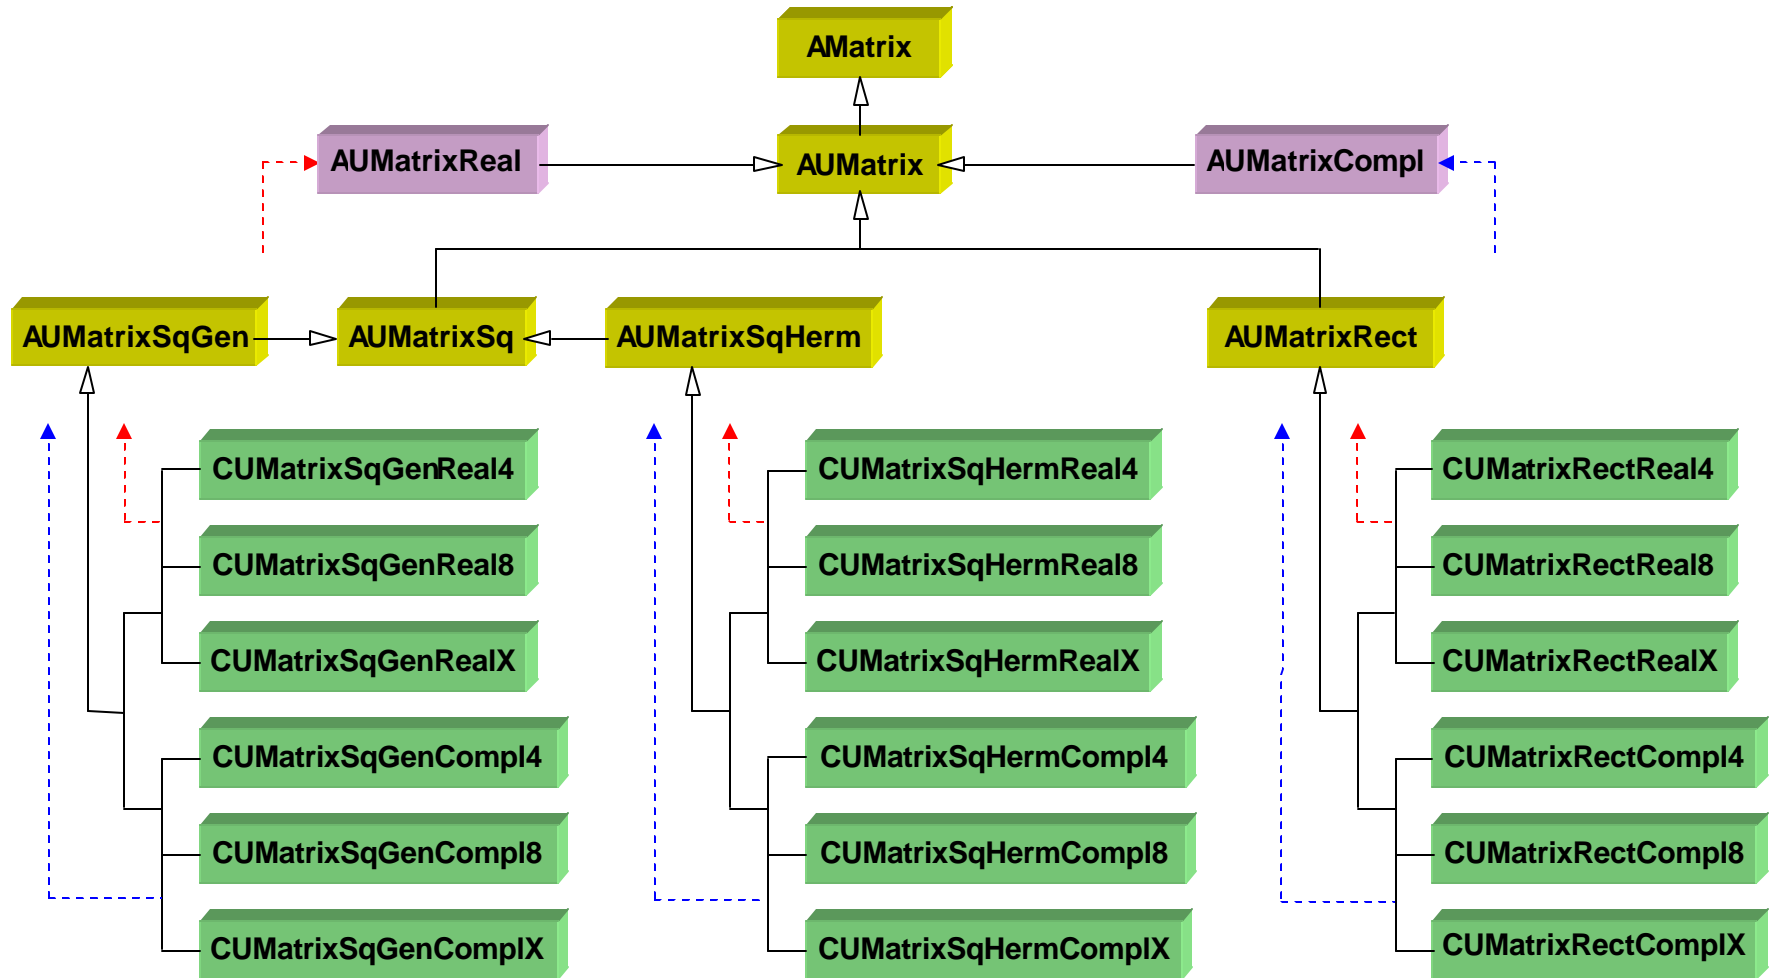 AMatrix
AUMatrixReal
AUMatrix
AUMatrixCompl
AUMatrixSqGen
AUMatrixSq
AUMatrixSqHerm
AUMatrixRect
CUMatrixSqGenReal4
CUMatrixSqHermReal4
CUMatrixRectReal4
CUMatrixSqGenReal8
CUMatrixSqHermReal8
CUMatrixRectReal8
CUMatrixSqGenRealX
CUMatrixSqHermRealX
CUMatrixRectRealX
CUMatrixSqGenCompl4
CUMatrixSqHermCompl4
CUMatrixRectCompl4
CUMatrixSqGenCompl8
CUMatrixSqHermCompl8
CUMatrixRectCompl8
CUMatrixSqGenComplX
CUMatrixSqHermComplX
CUMatrixRectComplX